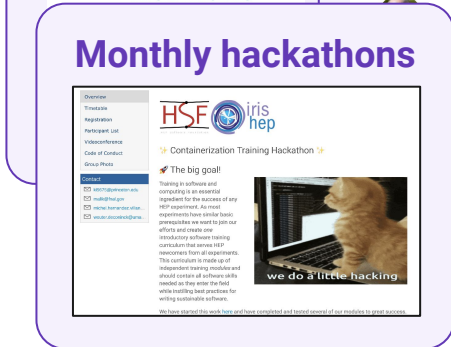 Monthly hackathons
Overview
Timetable
Registration
Participant List
Videoconference
Code of Conduct
Group Photo
Contact
HSF
iris
hep
✨ Containerization Training Hackathon ✨
🚀 The big goal!
Training in software and
computing is an essential
ingredient for the success of any
HEP experiment. As most
experiments have similar basic
prerequisites we want to join our
efforts and create one
introductory software training
curriculum that serves HEP
newcomers from all experiments.
This curriculum is made up of
independent training modules and
should contain all software skills
needed as they enter the field
while instilling best practices for
writing sustainable software.
we do a little hacking
We have started this work here and have completed and tested several of our modules to great success.